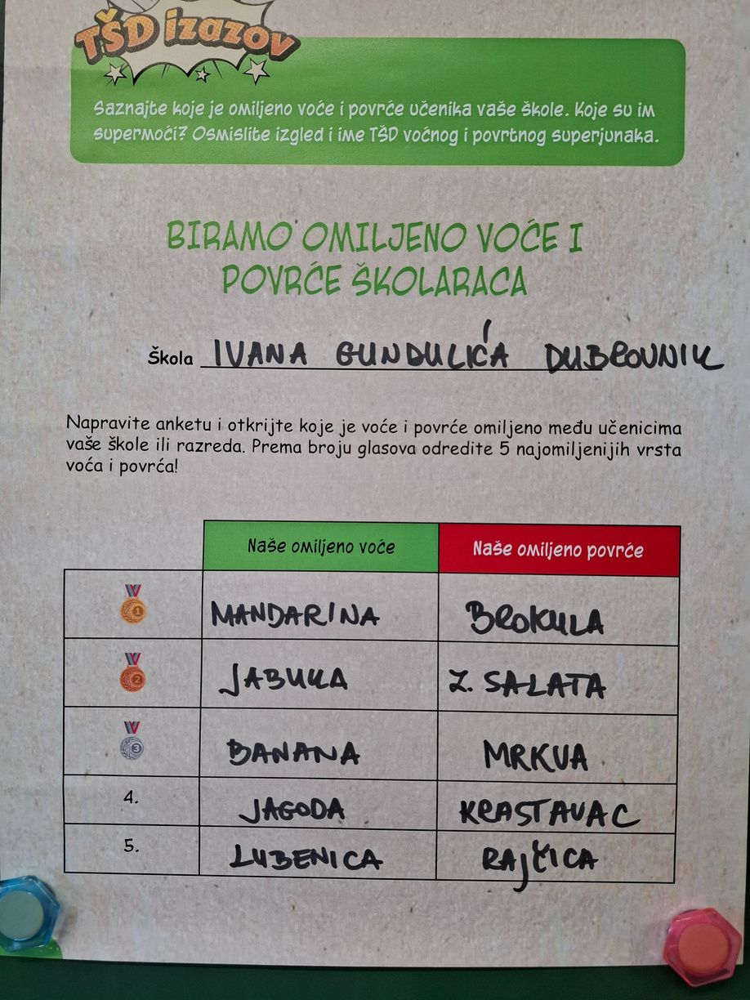 TŠD izazov
Saznajte koje je omiljeno voće i povrće učenika vaše škole. Koje su im
supermoći? Osmislite izgled i ime TŠD voćnog i povrtnog superjunaka.
BIRAMO OMILJENO VOĆE I
POVRĆE ŠKOLARACA
Škola IVANA GUNDULIĆA DUBROVNIK
Napravite anketu i otkrijte koje je voće i povrće omiljeno među učenicima
vaše škole ili razreda. Prema broju glasova odredite 5 najomiljenijih vrsta
voća i povrća!
Naše omiljeno voće Naše omiljeno povrće
1 MANDARINA BROKULA
2 JABUKA Z. SALATA
3 BANANA MRKVA
4. JAGODA KRASTAVAC
5. LUBENICA RAJČICA